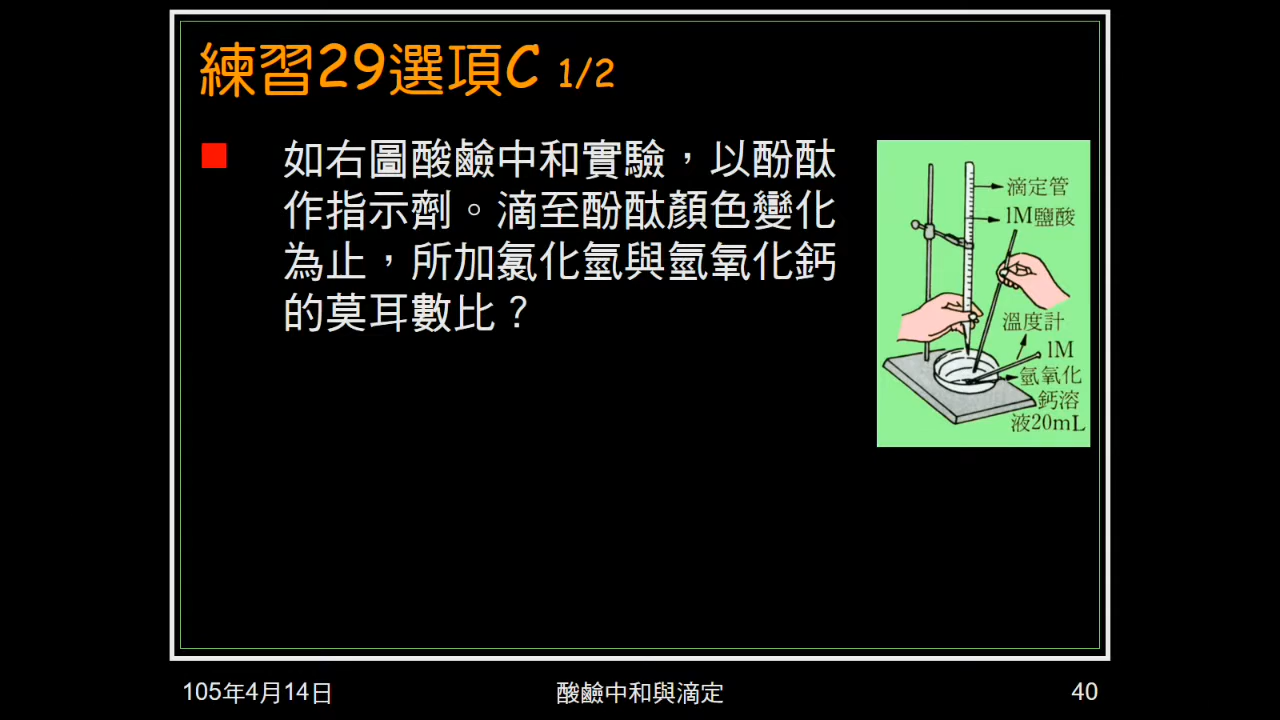 練習29選項C 1/2
如右圖酸鹼中和實驗，以酚酞
作指示劑。滴至酚酞顏色變化
為止，所加氯化氫與氫氧化鈣
的莫耳數比？
滴定管
1M鹽酸
溫度計
1M
氫氧化
鈣溶
液20mL
105年4月14日
酸鹼中和與滴定
40